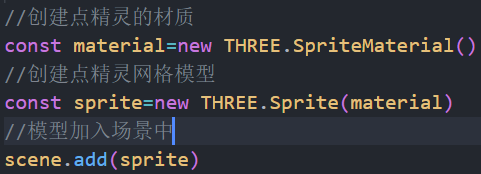 //创建点精灵的材质
const material=new THREE.SpriteMaterial()
//创建点精灵网格模型
const sprite=new THREE.Sprite(material)
//模型加入场景中
scene.add(sprite)